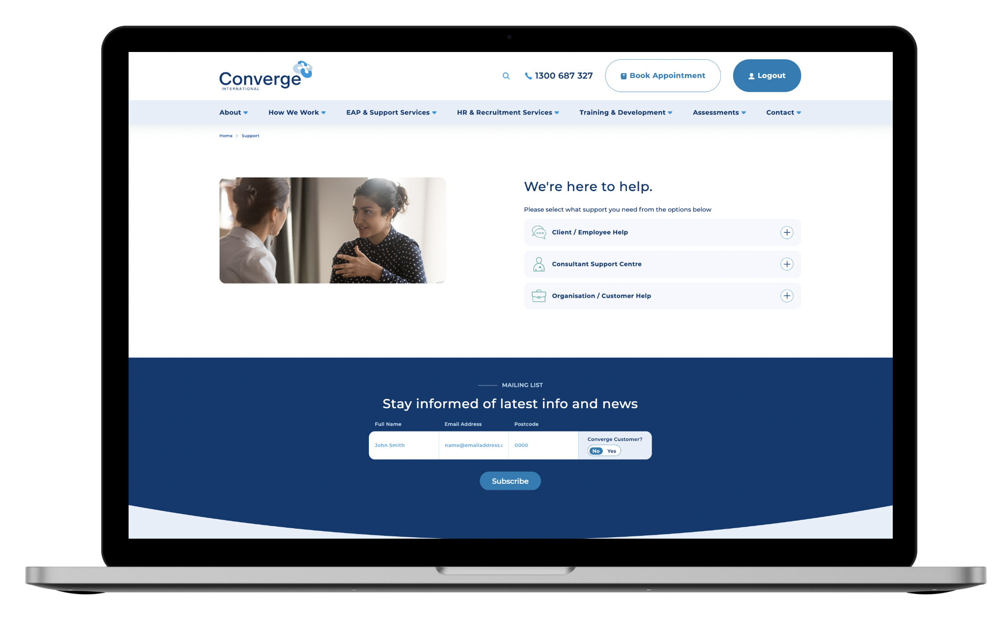 Converge
INTERNATIONAL
1300 687 327
Book Appointment
Logout
About
How We Work
EAP & Support Services
HR & Recruitment Services
Training & Development
Assessments
Contact
Home > Support
We're here to help.
Please select what support you need from the options below
Client / Employee Help
Consultant Support Centre
Organisation / Customer Help
MAILING LIST
Stay informed of latest info and news
Full Name
Email Address
Postcode
John Smith
name@emailaddress.c
0000
Converge Customer?
No Yes
Subscribe